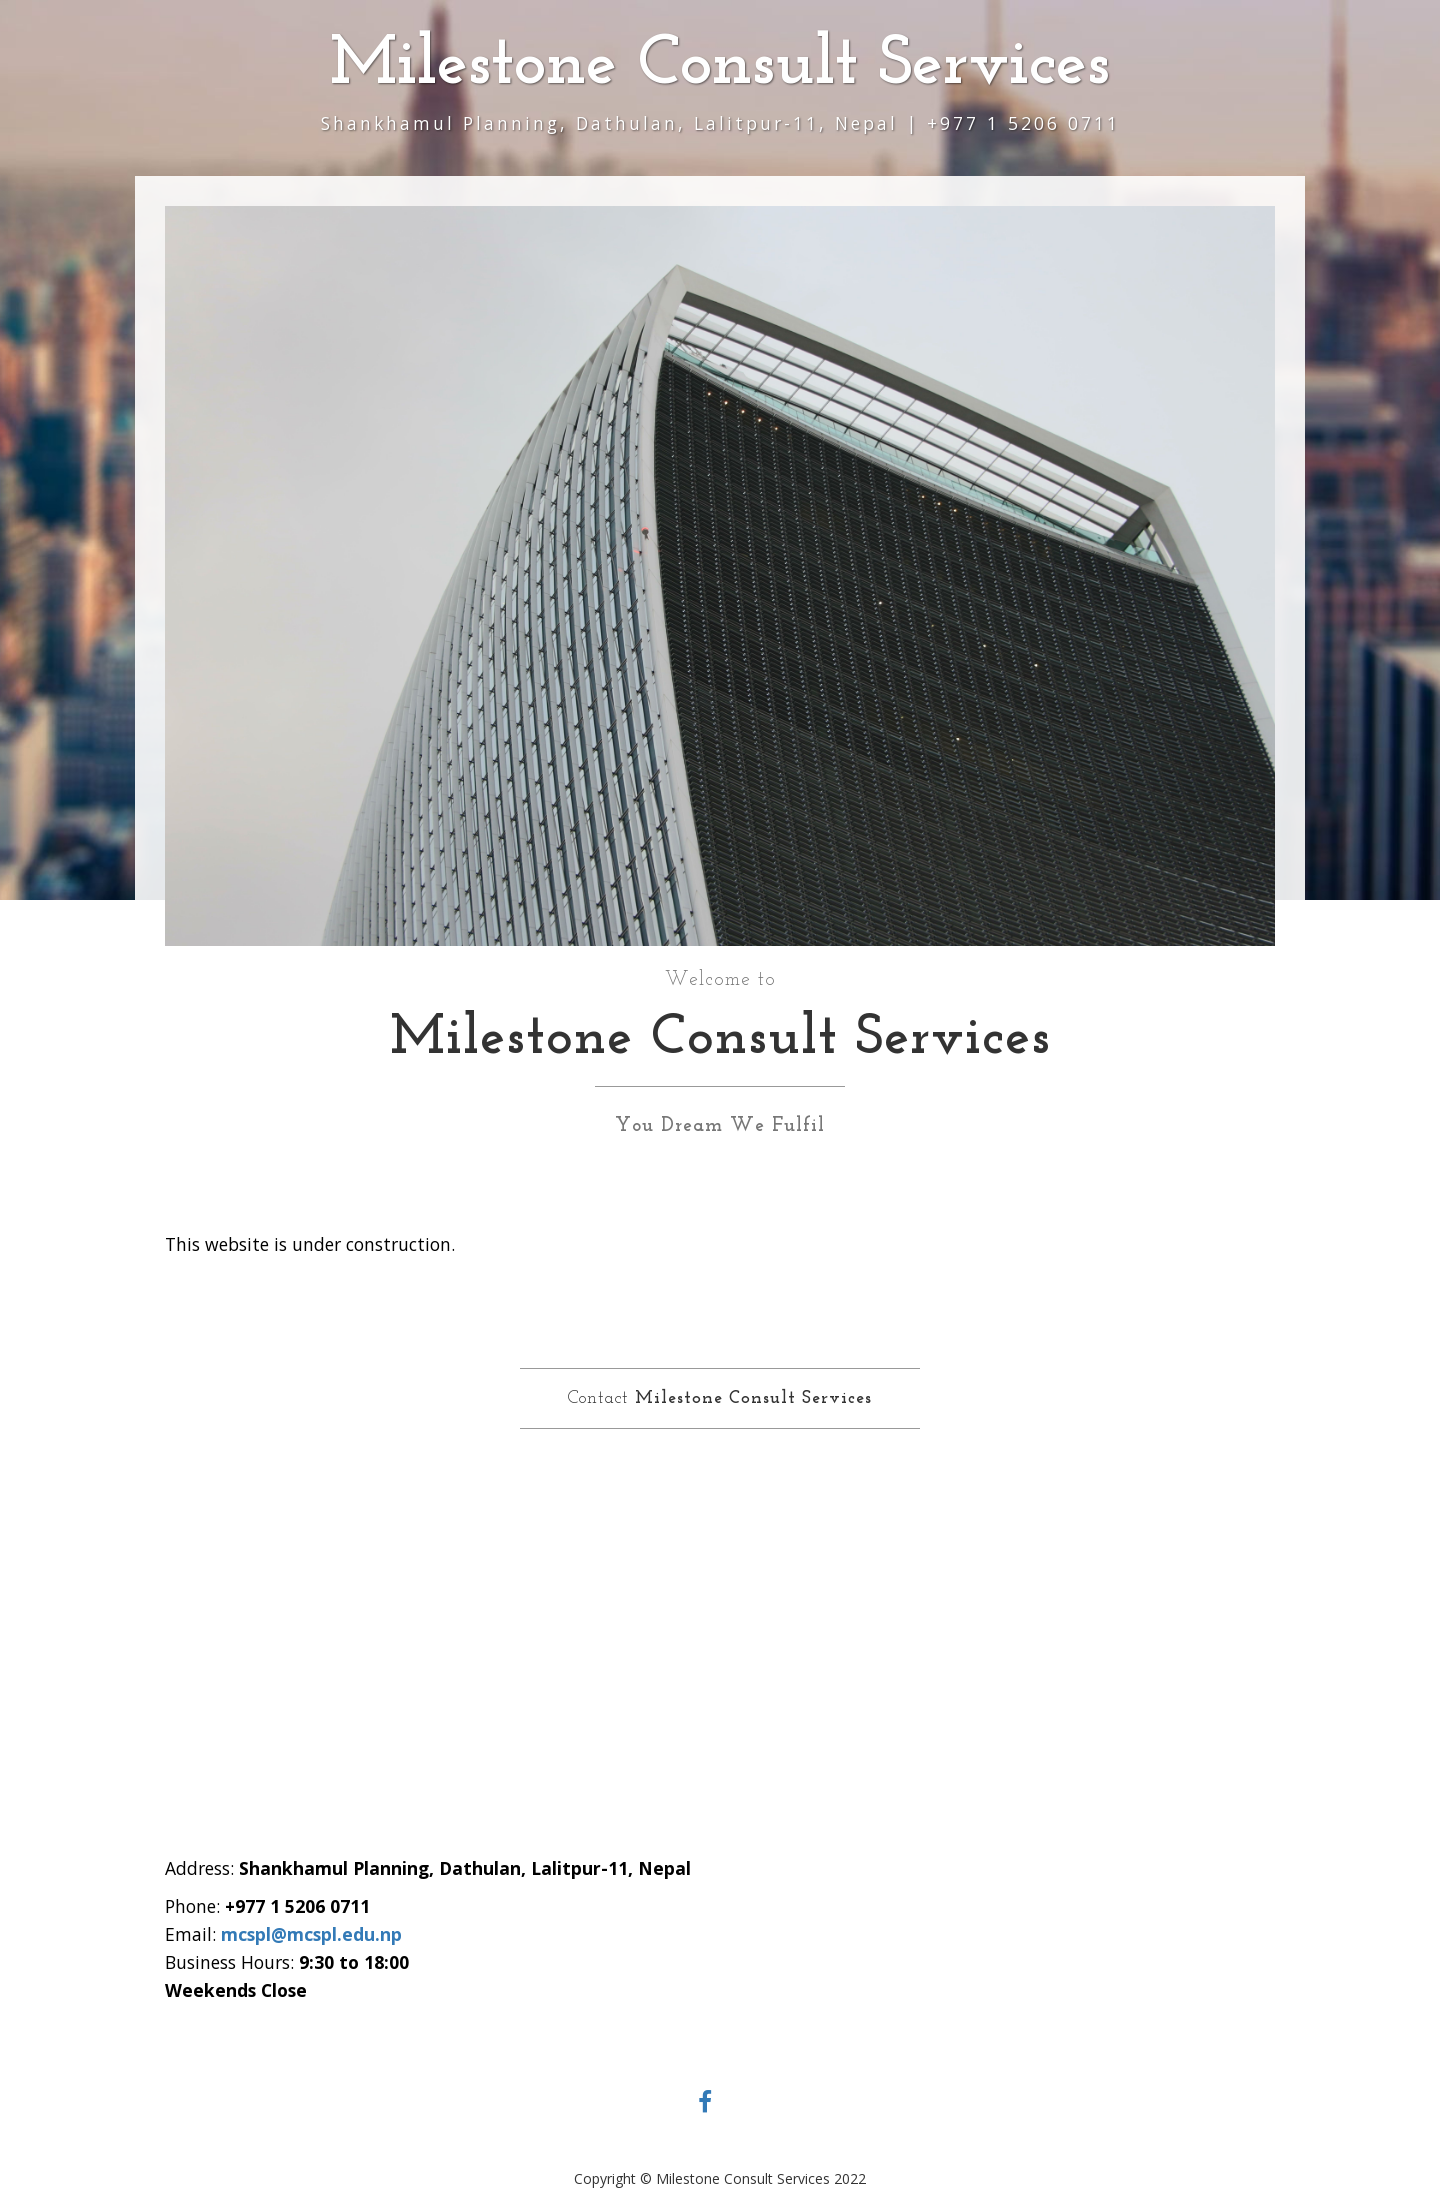 Milestone Consult Services
Shankhamul Planning, Dathulan, Lalitpur-11, Nepal | +977 1 5206 0711
Welcome to
Milestone Consult Services
You Dream We Fulfil
This website is under construction.
Contact Milestone Consult Services
Address: Shankhamul Planning, Dathulan, Lalitpur-11, Nepal
Phone: +977 1 5206 0711
Email: mcspl@mcspl.edu.np
Business Hours: 9:30 to 18:00
Weekends Close
Copyright © Milestone Consult Services 2022